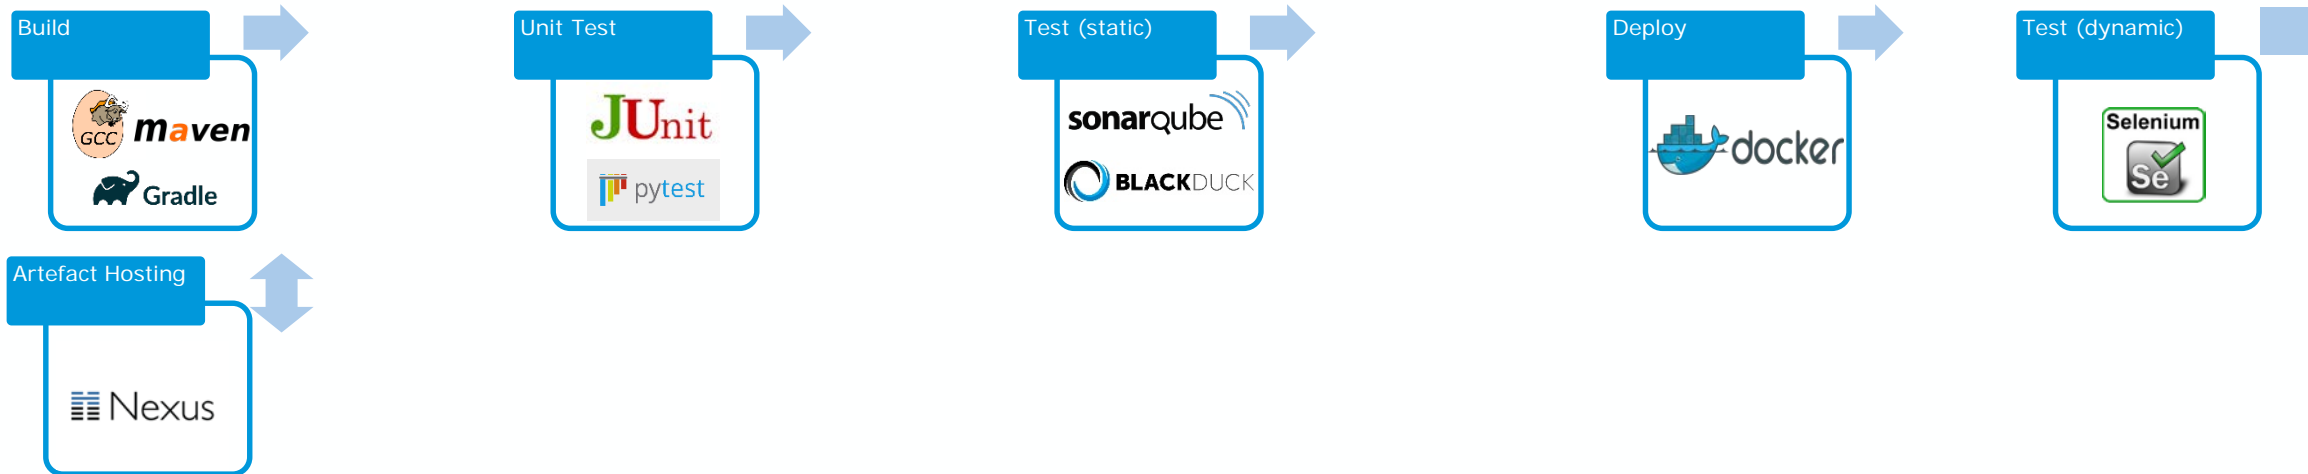 Build
GCC
maven
Gradle
Unit Test
JUnit
pytest
Test (static)
sonarqube
BLACKDUCK
Deploy
docker
Test (dynamic)
Selenium
Se
Artefact Hosting
Nexus